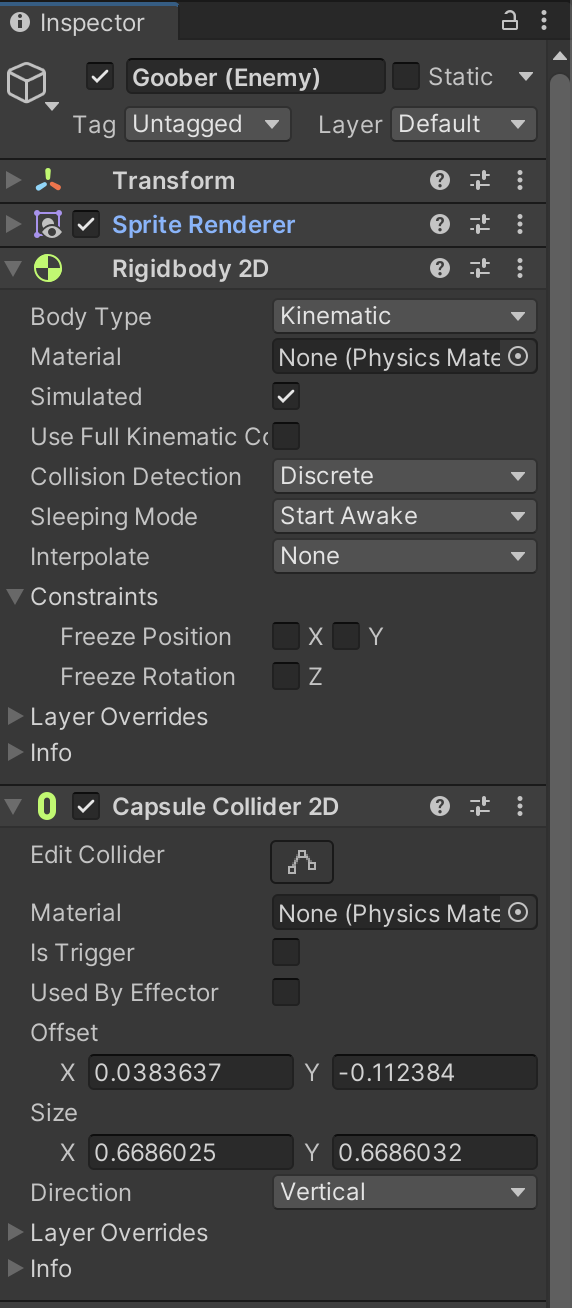 Inspector
Goober (Enemy) Static
Tag Untagged Layer Default
Transform
Sprite Renderer
Rigidbody 2D
Body Type Kinematic
Material None (Physics Mate
Simulated
Use Full Kinematic Co
Collision Detection Discrete
Sleeping Mode Start Awake
Interpolate None
Constraints
Freeze Position X Y
Freeze Rotation Z
Layer Overrides
Info
Capsule Collider 2D
Edit Collider
Material None (Physics Mate
Is Trigger
Used By Effector
Offset
X 0.0383637 Y -0.112384
Size
X 0.6686025 Y 0.6686032
Direction Vertical
Layer Overrides
Info